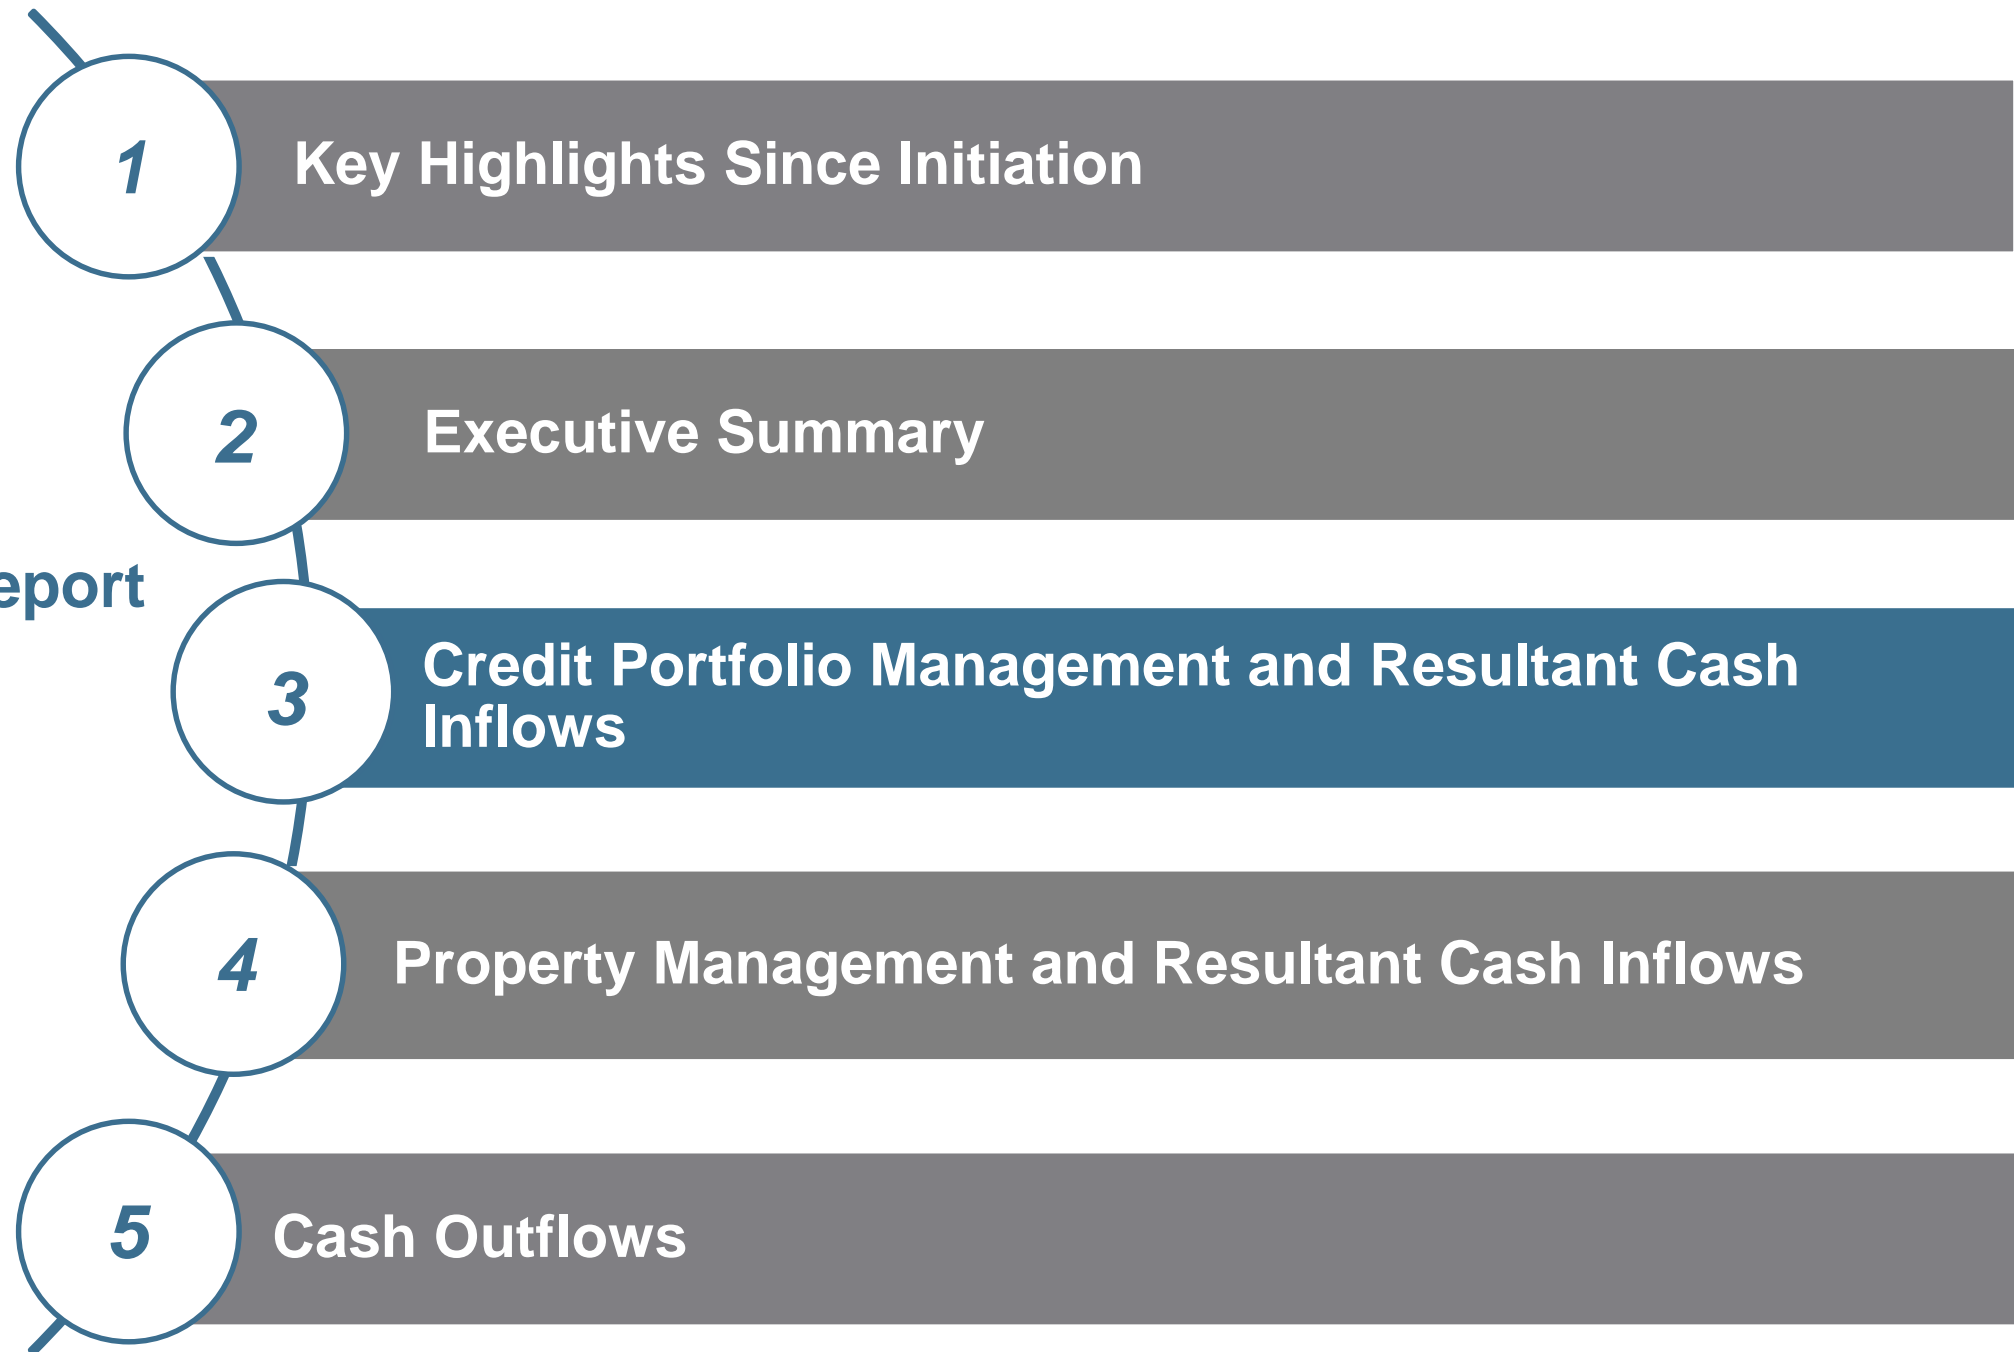 1
Key Highlights Since Initiation
2
Executive Summary
eport
3
Credit Portfolio Management and Resultant Cash
Inflows
4
Property Management and Resultant Cash Inflows
5
Cash Outflows